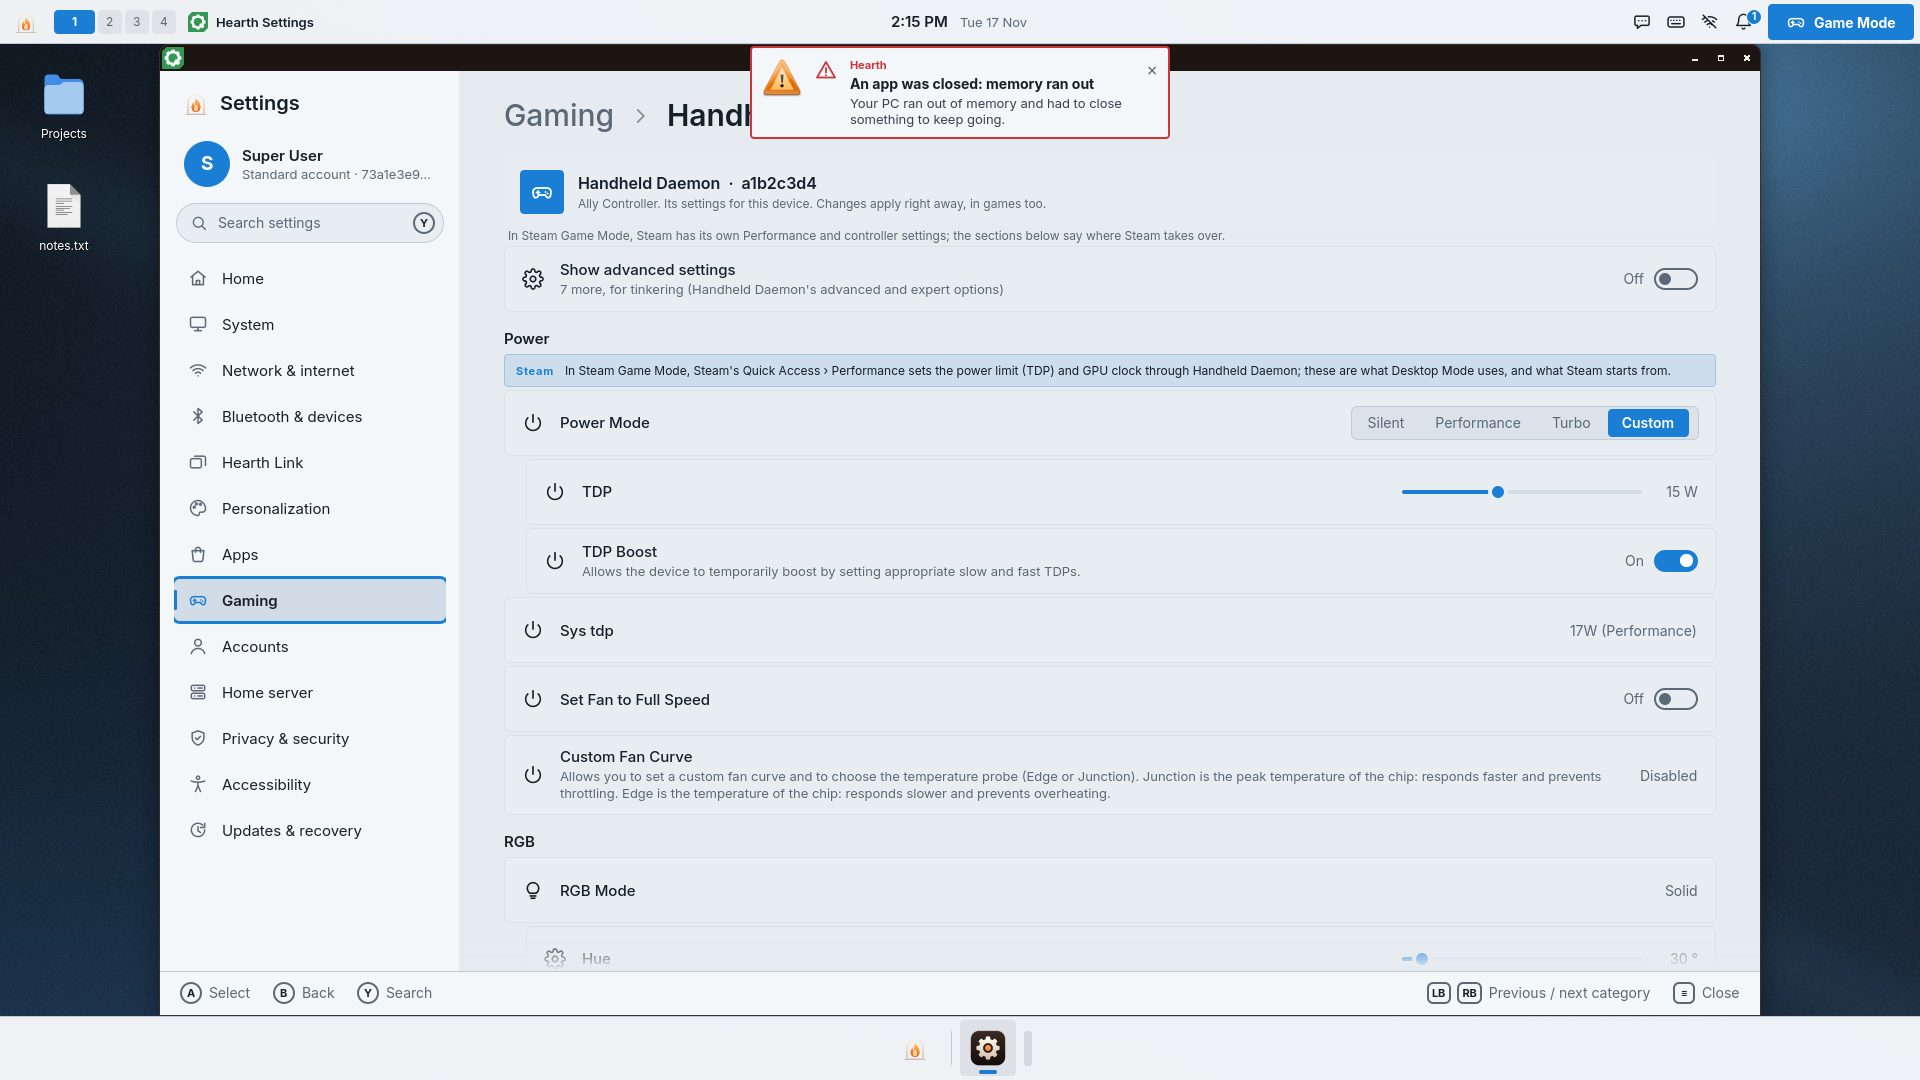 1 2 3 4 Hearth Settings
2:15 PM Tue 17 Nov
1
Game Mode
Projects
notes.txt
Settings
S
Super User
Standard account · 73a1e3e9...
Search settings Y
Home
System
Network & internet
Bluetooth & devices
Hearth Link
Personalization
Apps
Gaming
Accounts
Home server
Privacy & security
Accessibility
Updates & recovery
Hearth
An app was closed: memory ran out
Your PC ran out of memory and had to close
something to keep going.
Gaming
Handheld Daemon · a1b2c3d4
Ally Controller. Its settings for this device. Changes apply right away, in games too.
In Steam Game Mode, Steam has its own Performance and controller settings; the sections below say where Steam takes over.
Show advanced settings
7 more, for tinkering (Handheld Daemon's advanced and expert options)
Off
Power
Steam In Steam Game Mode, Steam's Quick Access › Performance sets the power limit (TDP) and GPU clock through Handheld Daemon; these are what Desktop Mode uses, and what Steam starts from.
Power Mode
Silent Performance Turbo Custom
TDP
15 W
TDP Boost
Allows the device to temporarily boost by setting appropriate slow and fast TDPs.
On
Sys tdp
17W (Performance)
Set Fan to Full Speed
Off
Custom Fan Curve
Allows you to set a custom fan curve and to choose the temperature probe (Edge or Junction). Junction is the peak temperature of the chip: responds faster and prevents
throttling. Edge is the temperature of the chip: responds slower and prevents overheating.
Disabled
RGB
RGB Mode
Solid
Hue
30 °
A Select B Back Y Search
LB RB Previous / next category ≡ Close